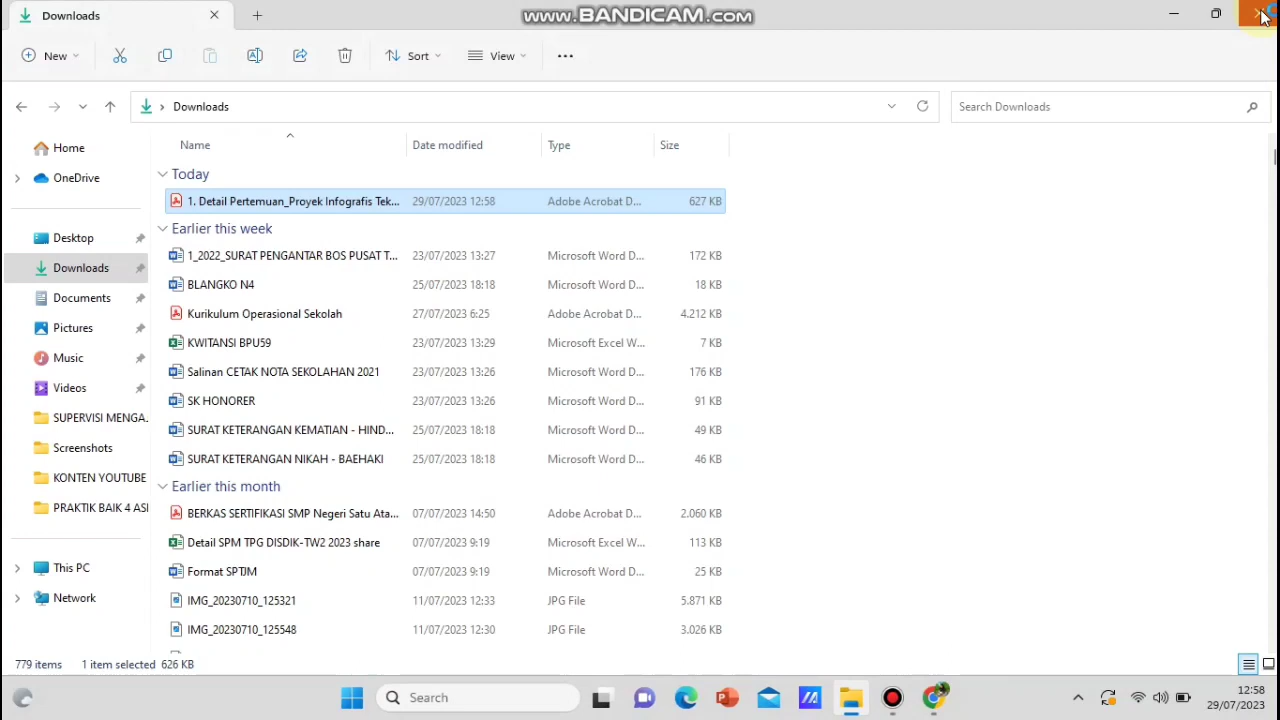 Downloads
www.BANDICAM.com
New
Sort
View
Downloads
Search Downloads
Home
OneDrive
Desktop
Downloads
Documents
Pictures
Music
Videos
SUPERVISI MENGA
Screenshots
KONTEN YOUTUBE
PRAKTIK BAIK 4 ASI
This PC
Network
Name Date modified Type Size
Today
1. Detail Pertemuan_Proyek Infografis Tek... 29/07/2023 12:58 Adobe Acrobat D... 627 KB
Earlier this week
1_2022_SURAT PENGANTAR BOS PUSAT T... 23/07/2023 13:27 Microsoft Word D... 172 KB
BLANGKO N4 25/07/2023 18:18 Microsoft Word D... 18 KB
Kurikulum Operasional Sekolah 27/07/2023 6:25 Adobe Acrobat D... 4.212 KB
KWITANSI BPU59 23/07/2023 13:29 Microsoft Excel W... 7 KB
Salinan CETAK NOTA SEKOLAHAN 2021 23/07/2023 13:26 Microsoft Word D... 176 KB
SK HONORER 23/07/2023 13:26 Microsoft Word D... 91 KB
SURAT KETERANGAN KEMATIAN - HIND... 25/07/2023 18:18 Microsoft Word D... 49 KB
SURAT KETERANGAN NIKAH - BAEHAKI 25/07/2023 18:18 Microsoft Word D... 46 KB
Earlier this month
BERKAS SERTIFIKASI SMP Negeri Satu Ata... 07/07/2023 14:50 Adobe Acrobat D... 2.060 KB
Detail SPM TPG DISDIK-TW2 2023 share 07/07/2023 9:19 Microsoft Excel W... 113 KB
Format SPTJM 07/07/2023 9:19 Microsoft Word D... 25 KB
IMG_20230710_125321 11/07/2023 12:33 JPG File 5.871 KB
IMG_20230710_125548 11/07/2023 12:30 JPG File 3.026 KB
779 items 1 item selected 626 KB
Search
12:58
29/07/2023